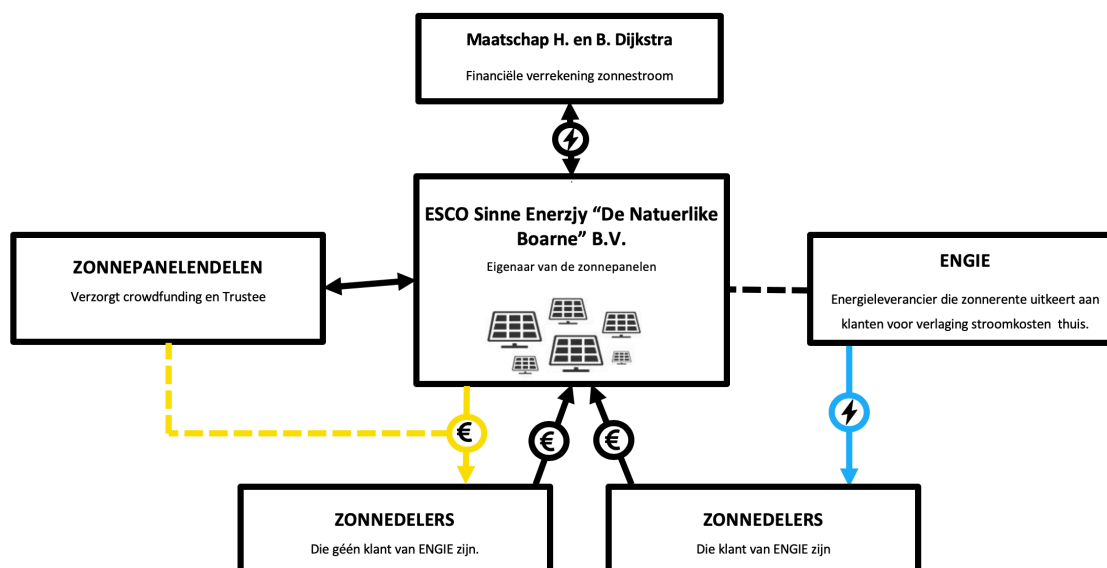 Maatschap H. en B. Dijkstra
Financiële verrekening zonnestroom
ESCO Sinne Enerzjy “De Natuerlike
Boarne” B.V.
Eigenaar van de zonnepanelen
ZONNEPANELENDELEN
Verzorgt crowdfunding en Trustee
ENGIE
Energieleverancier die zonnerente uitkeert aan
klanten voor verlaging stroomkosten thuis.
€
€
€
ZONNEDELERS
Die géén klant van ENGIE zijn.
ZONNEDELERS
Die klant van ENGIE zijn